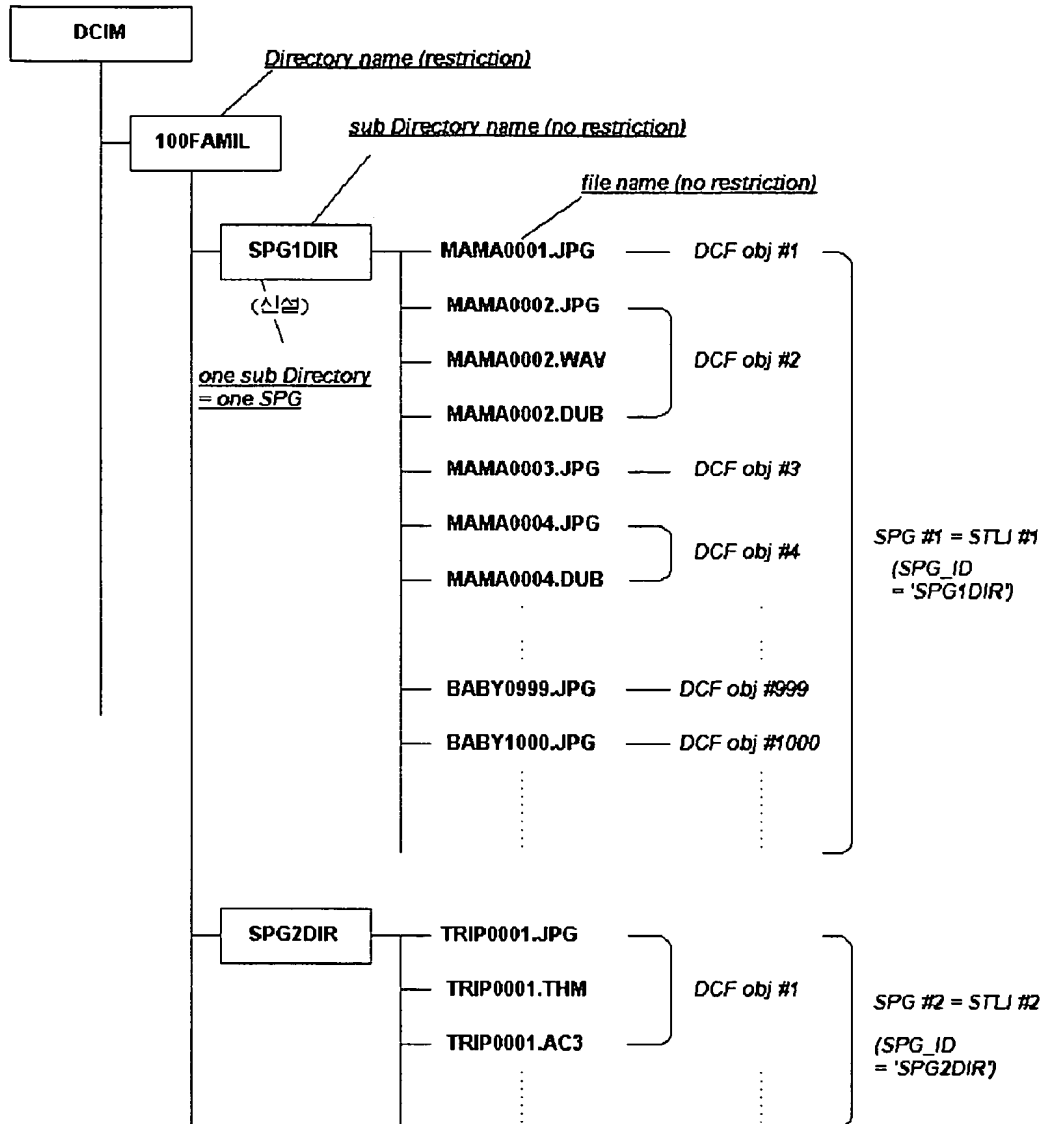 DCIM
Directory name (restriction)
100FAMIL
sub Directory name (no restriction)
file name (no restriction)
SPG1DIR
(신설)
one sub Directory
= one SPG
MAMA0001.JPG
DCF obj #1
MAMA0002.JPG
MAMA0002.WAV
DCF obj #2
MAMA0002.DUB
MAMA0003.JPG
DCF obj #3
MAMA0004.JPG
DCF obj #4
MAMA0004.DUB
BABY0999.JPG
DCF obj #999
BABY1000.JPG
DCF obj #1000
SPG #1 = STLI #1
(SPG_ID
= 'SPG1DIR')
SPG2DIR
TRIP0001.JPG
TRIP0001.THM
DCF obj #1
TRIP0001.AC3
SPG #2 = STLI #2
(SPG_ID
= 'SPG2DIR')